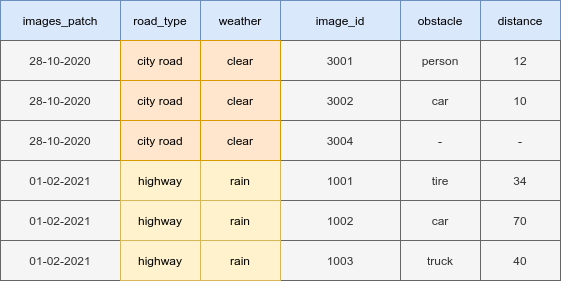 images_patch road_type weather image_id obstacle distance
28-10-2020 city road clear 3001 person 12
28-10-2020 city road clear 3002 car 10
28-10-2020 city road clear 3004 - -
01-02-2021 highway rain 1001 tire 34
01-02-2021 highway rain 1002 car 70
01-02-2021 highway rain 1003 truck 40